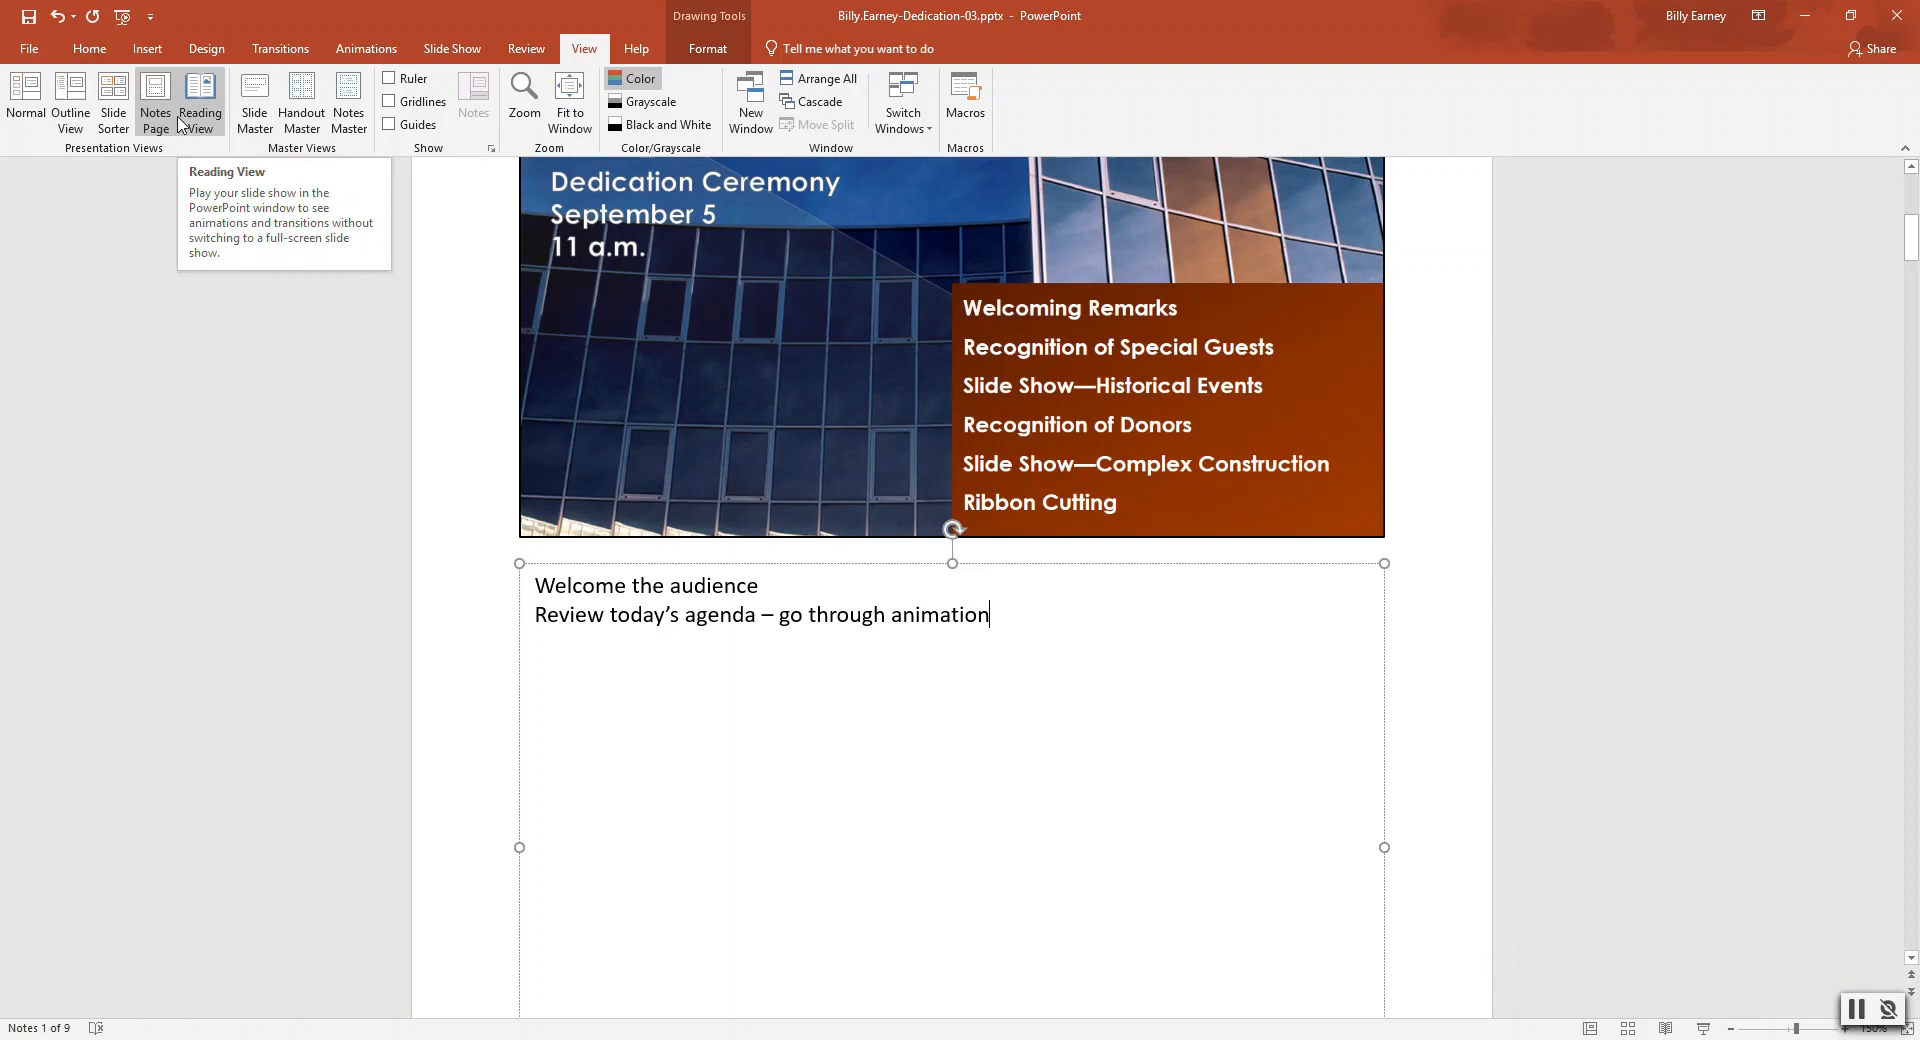 Drawing Tools
Billy.Earney-Dedication-03.pptx - PowerPoint
Billy Earney
File Home Insert Design Transitions Animations Slide Show Review View Help Format Tell me what you want to do Share
Normal
Outline View
Slide Sorter
Notes Page
Reading View
Presentation Views
Slide Master
Handout Master
Notes Master
Master Views
Ruler
Gridlines
Guides
Notes
Show
Zoom
Fit to Window
Zoom
Color
Grayscale
Black and White
Color/Grayscale
New Window
Arrange All
Cascade
Move Split
Switch Windows
Window
Macros
Macros
Reading View
Play your slide show in the
PowerPoint window to see
animations and transitions without
switching to a full-screen slide
show.
Dedication Ceremony
September 5
11 a.m.
Welcoming Remarks
Recognition of Special Guests
Slide Show—Historical Events
Recognition of Donors
Slide Show—Complex Construction
Ribbon Cutting
Welcome the audience
Review today’s agenda – go through animation
Notes 1 of 9
150%